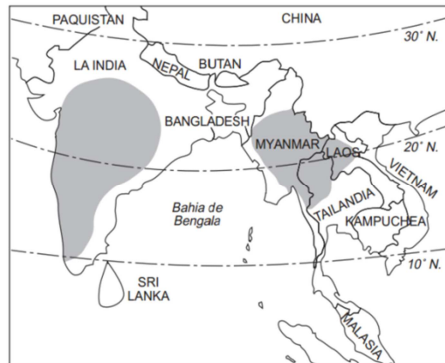 PAQUISTAN
CHINA
30° N.
LA INDIA
NEPAL
BUTAN
BANGLADESH
MYANMAR
LAOS
20° N.
VIETNAM
Bahia de
Bengala
TAILANDIA
KAMPUCHEA
10° N.
SRI
LANKA
MALASIA